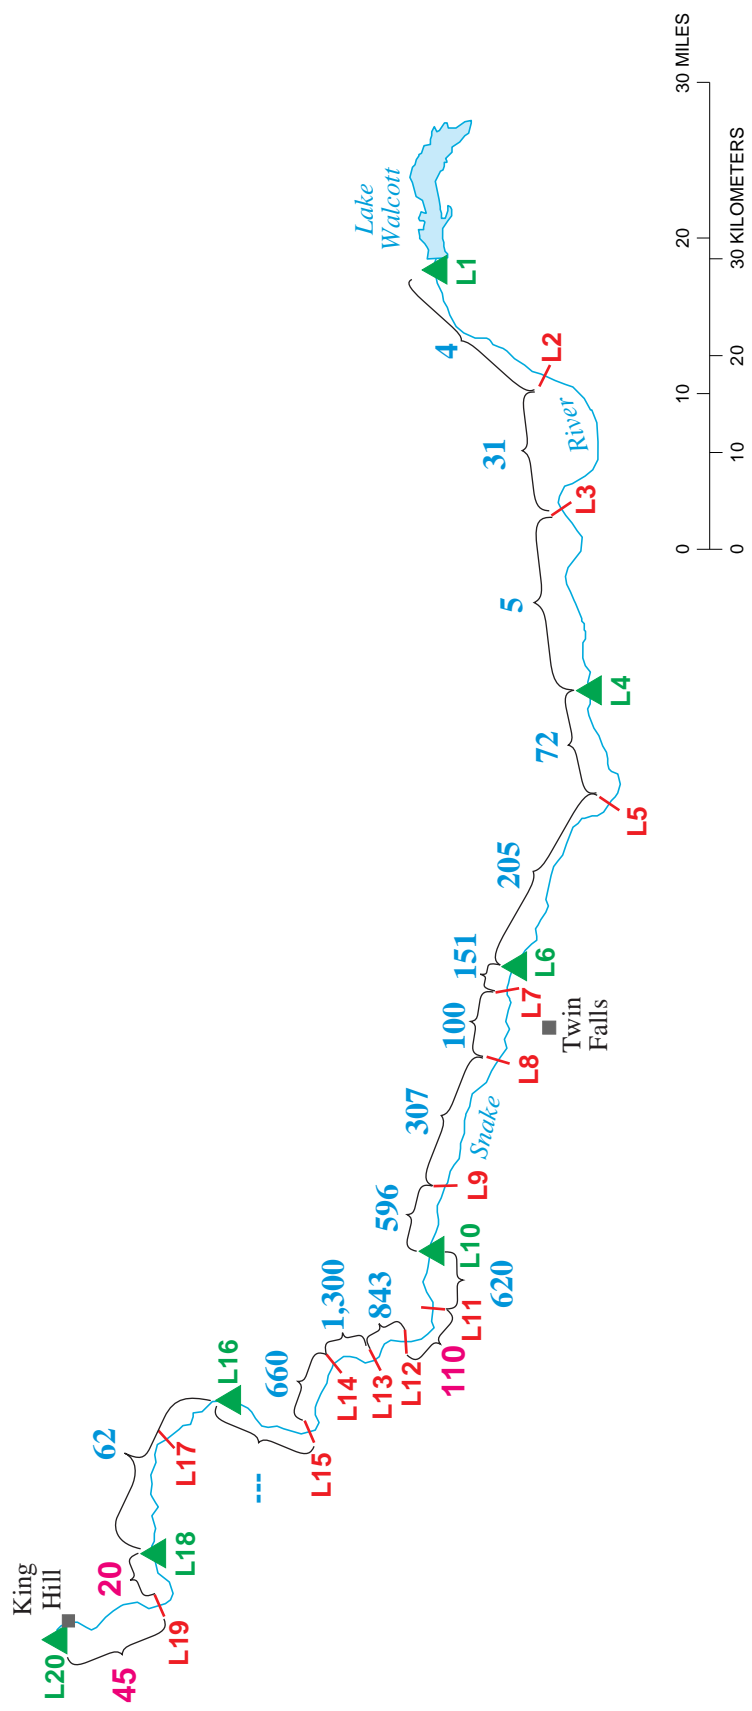 King
Hill
L20
45
L19
20
L18
62
L17
L16
---
L15
660
L14
1,300
L13
843
L12
110
L11
620
L10
596
L9
307
Snake
L8
100
L7
151
L6
Twin
Falls
205
L5
72
L4
5
L3
31
River
L2
4
L1
Lake
Walcott
0 10 20 30 MILES
0 10 20 30 KILOMETERS